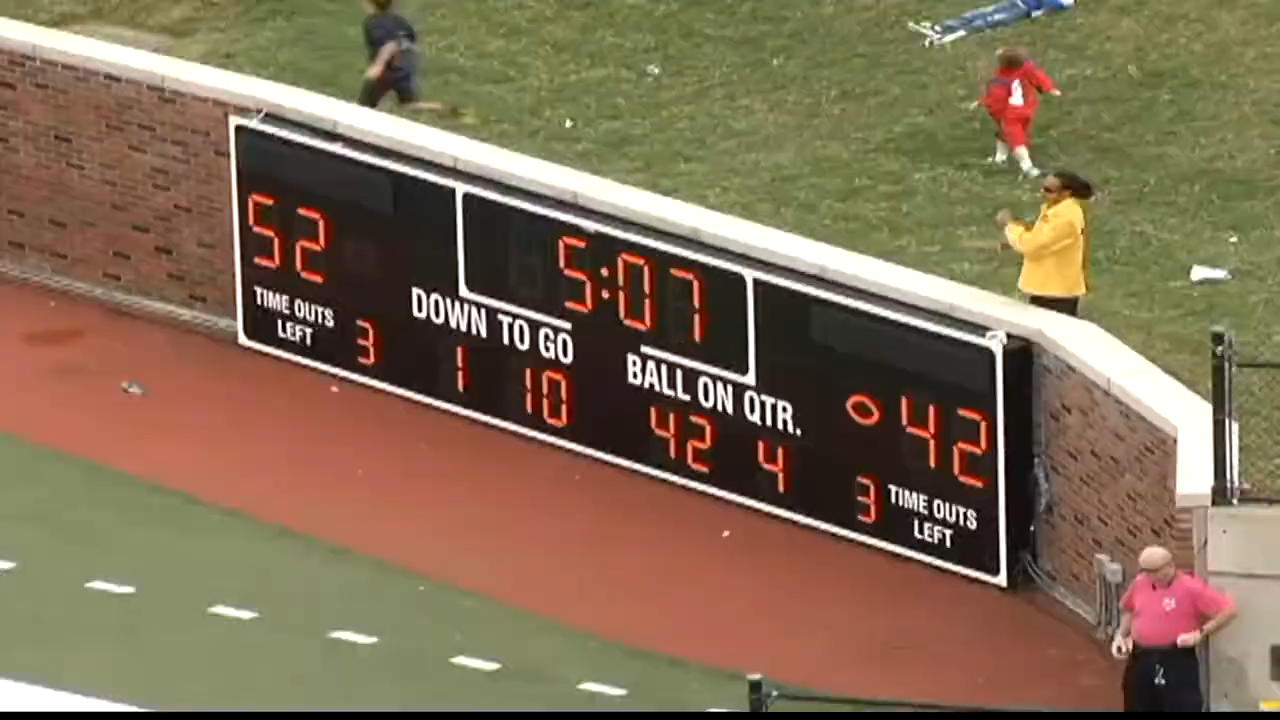 52
5:07
TIME OUTS
LEFT
3
DOWN TO GO
1 10
BALL ON QTR.
42 4
42
3
TIME OUTS
LEFT